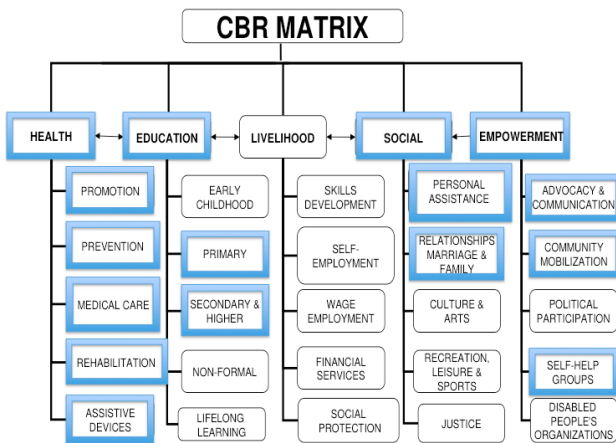 CBR MATRIX
HEALTH
EDUCATION
LIVELIHOOD
SOCIAL
EMPOWERMENT
PROMOTION
PREVENTION
MEDICAL CARE
REHABILITATION
ASSISTIVE
DEVICES
EARLY
CHILDHOOD
PRIMARY
SECONDARY &
HIGHER
NON-FORMAL
LIFELONG
LEARNING
SKILLS
DEVELOPMENT
SELF-
EMPLOYMENT
WAGE
EMPLOYMENT
FINANCIAL
SERVICES
SOCIAL
PROTECTION
PERSONAL
ASSISTANCE
RELATIONSHIPS
MARRIAGE &
FAMILY
CULTURE &
ARTS
RECREATION,
LEISURE &
SPORTS
JUSTICE
ADVOCACY &
COMMUNICATION
COMMUNITY
MOBILIZATION
POLITICAL
PARTICIPATION
SELF-HELP
GROUPS
DISABLED
PEOPLE'S
ORGANIZATIONS